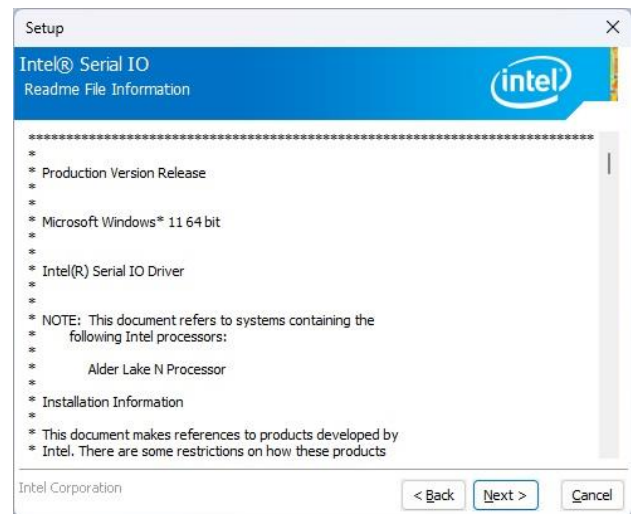 Setup
Intel® Serial IO
Readme File Information
intel
******************************************************************************
*
* Production Version Release
*
*
* Microsoft Windows* 11 64 bit
*
*
* Intel(R) Serial IO Driver
*
*
* NOTE: This document refers to systems containing the
* following Intel processors:
*
* Alder Lake N Processor
*
* Installation Information
*
* This document makes references to products developed by
* Intel. There are some restrictions on how these products
Intel Corporation
< Back Next > Cancel